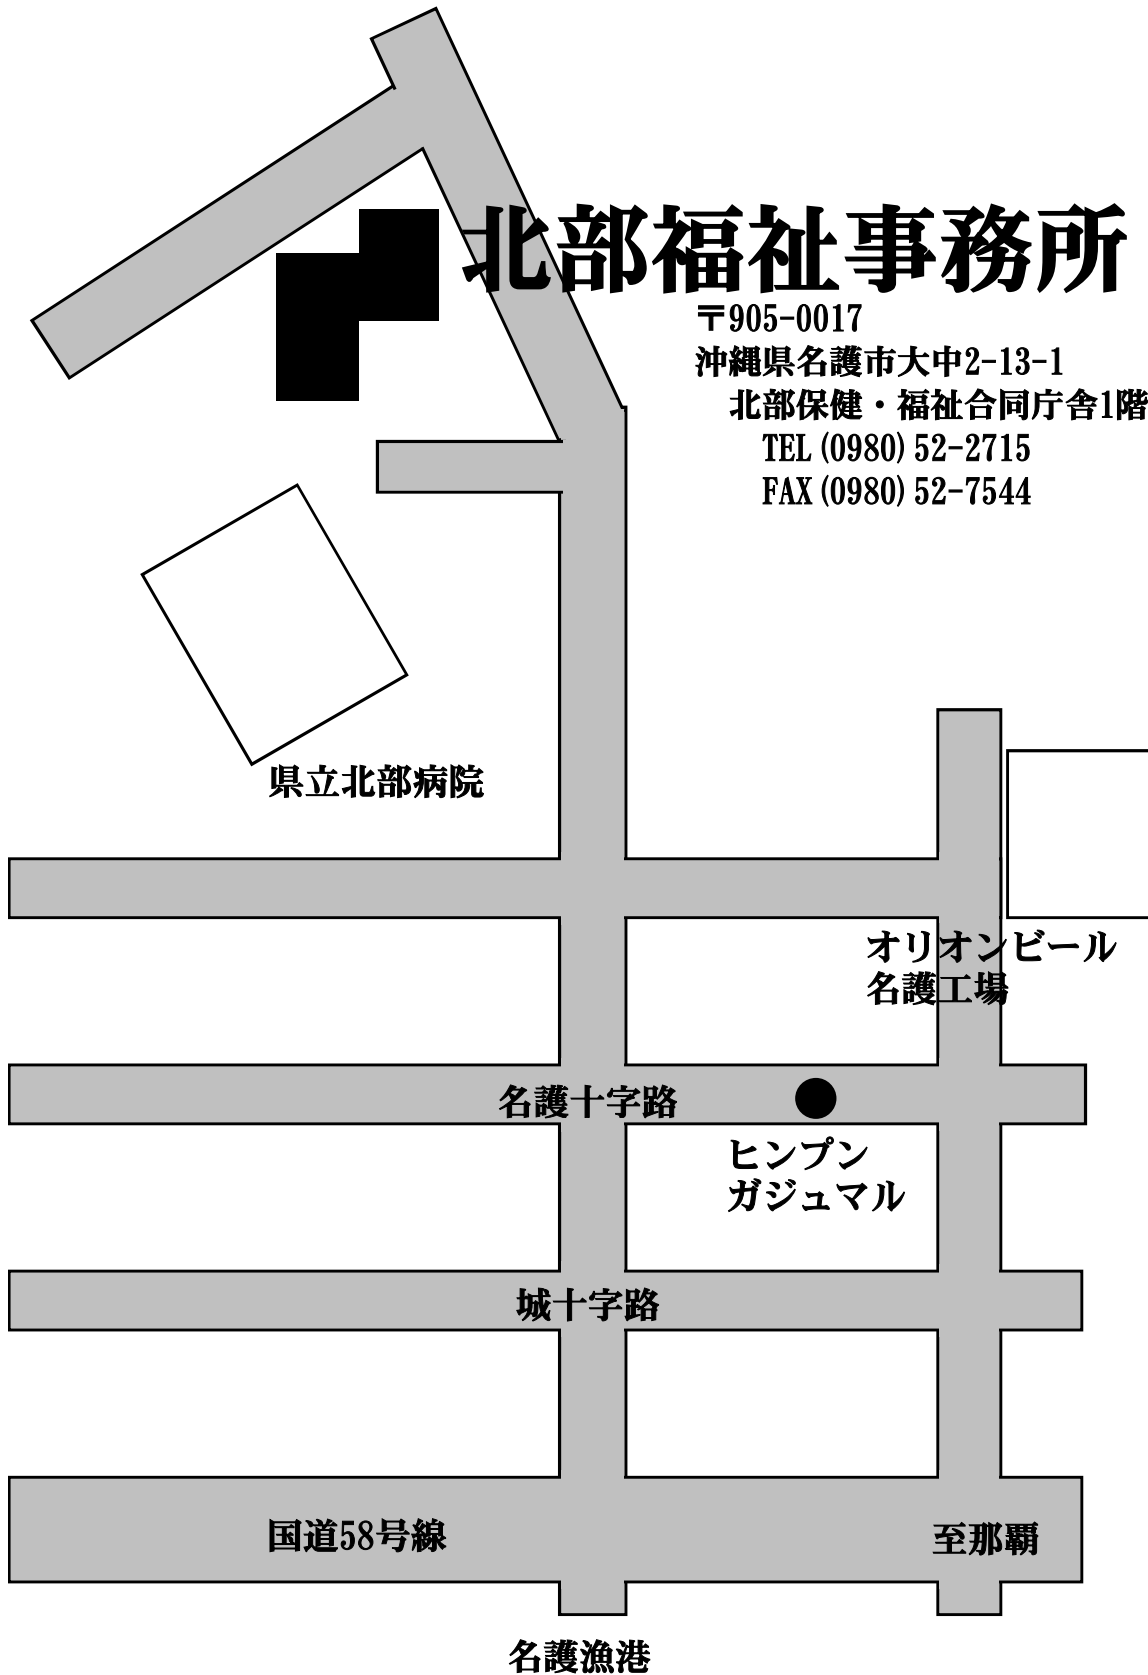 北部福祉事務所
〒905-0017
沖縄県名護市大中2-13-1
北部保健・福祉合同庁舎1階
TEL(0980)52-2715
FAX(0980)52-7544
県立北部病院
オリオンビール
名護工場
名護十字路
ヒンプン
ガジュマル
城十字路
国道58号線
至那覇
名護漁港